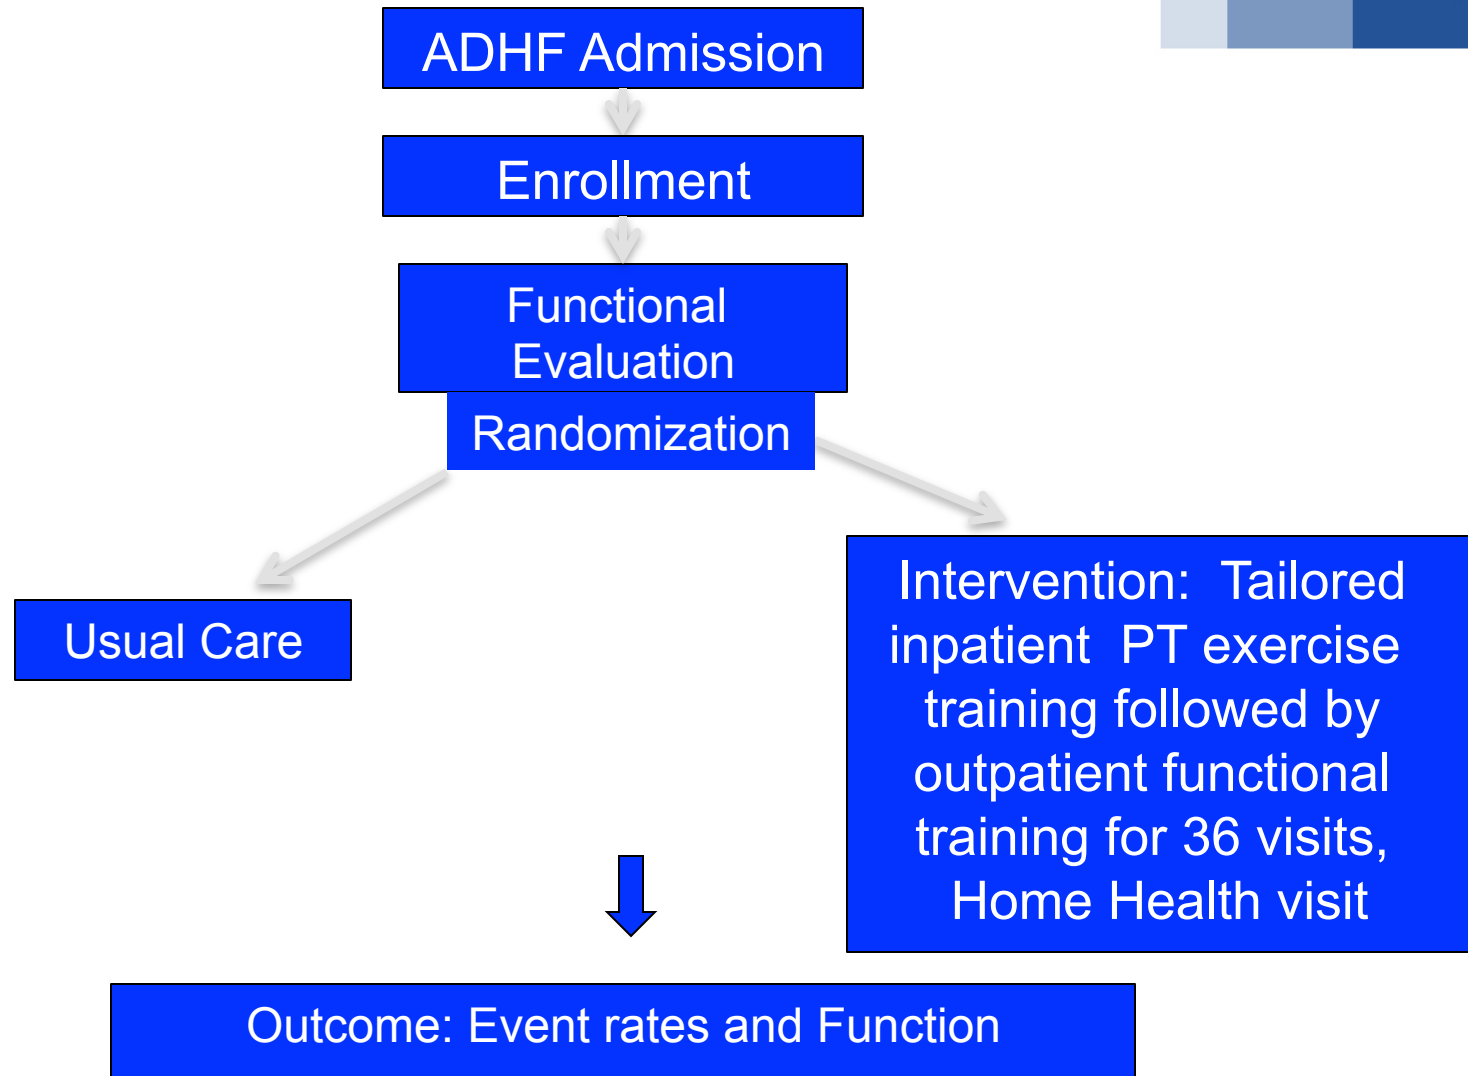 ADHF Admission
Enrollment
Functional
Evaluation
Randomization
Usual Care
Intervention:  Tailored
inpatient  PT exercise
training followed by
outpatient functional
training for 36 visits,
Home Health visit
Outcome: Event rates and Function